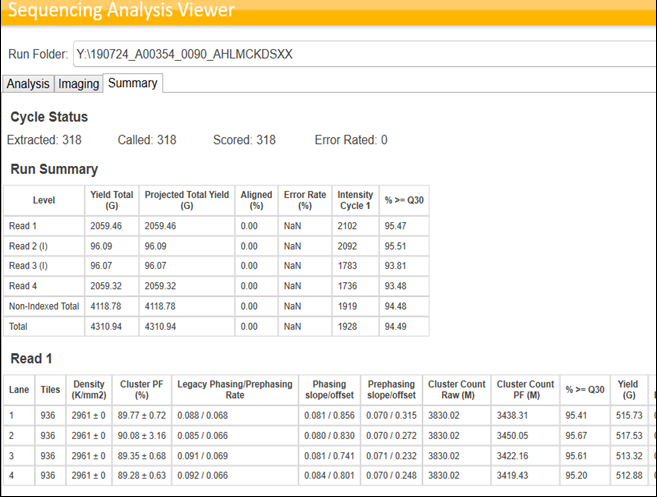 Sequencing Analysis Viewer
Run Folder: Y:\190724_A00354_0090_AHLMCKDSXX
Analysis Imaging Summary
Cycle Status
Extracted: 318 Called: 318 Scored: 318 Error Rated: 0
Run Summary
Level Yield Total (G) Projected Total Yield (G) Aligned (%) Error Rate (%) Intensity Cycle 1 % >= Q30
Read 1 2059.46 2059.46 0.00 NaN 2102 95.47
Read 2 (I) 96.09 96.09 0.00 NaN 2092 95.51
Read 3 (I) 96.07 96.07 0.00 NaN 1783 93.81
Read 4 2059.32 2059.32 0.00 NaN 1736 93.48
Non-Indexed Total 4118.78 4118.78 0.00 NaN 1919 94.48
Total 4310.94 4310.94 0.00 NaN 1928 94.49
Read 1
Lane Tiles Density (K/mm2) Cluster PF (%) Legacy Phasing/Prephasing Rate Phasing slope/offset Prephasing slope/offset Cluster Count Raw (M) Cluster Count PF (M) % >= Q30 Yield (G)
1 936 2961 ± 0 89.77 ± 0.72 0.088 / 0.068 0.081 / 0.856 0.070 / 0.315 3830.02 3438.31 95.41 515.73
2 936 2961 ± 0 90.08 ± 3.16 0.085 / 0.066 0.080 / 0.830 0.070 / 0.272 3830.02 3450.05 95.67 517.53
3 936 2961 ± 0 89.35 ± 0.68 0.091 / 0.069 0.081 / 0.741 0.071 / 0.232 3830.02 3422.16 95.61 513.32
4 936 2961 ± 0 89.28 ± 0.63 0.092 / 0.066 0.084 / 0.801 0.070 / 0.248 3830.02 3419.43 95.20 512.88